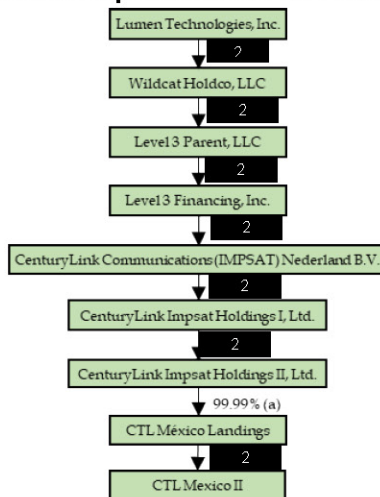 Lumen Technologies, Inc.
2
Wildcat Holdco, LLC
2
Level 3 Parent, LLC
2
Level 3 Financing, Inc.
2
CenturyLink Communications (IMPSAT) Nederland B.V.
2
CenturyLink Impsat Holdings I, Ltd.
2
CenturyLink Impsat Holdings II, Ltd.
99.99% (a)
CTL México Landings
2
CTL Mexico II